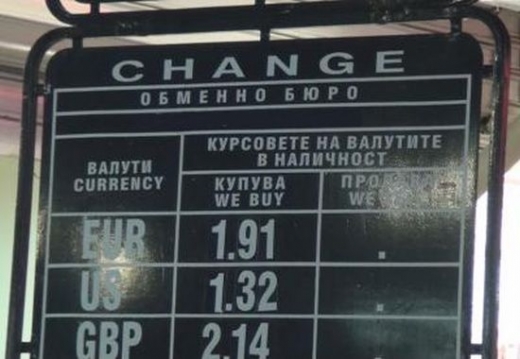 CHANGE
ОБМЕННО БЮРО
ВАЛУТИ
CURRENCY
КУРСОВЕТЕ НА ВАЛУТИТЕ
В НАЛИЧНОСТ
КУПУВА
WE BUY
WE
EUR 1.91 .
US 1.32 .
GBP 2.14 .